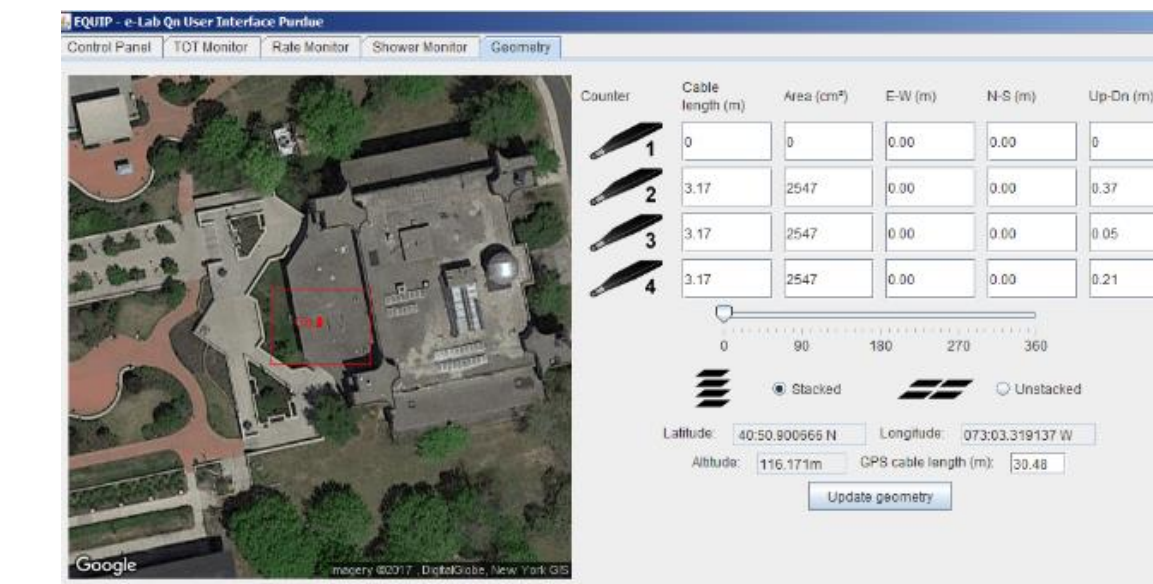 EQUIP - e-Lab Qn User Interface Purdue
Control Panel TOT Monitor Rate Monitor Shower Monitor Geometry
Counter Cable length (m) Area (cm²) E-W (m) N-S (m) Up-Dn (m)
1 0 0 0.00 0.00 0
2 3.17 2547 0.00 0.00 0.37
3 3.17 2547 0.00 0.00 0.05
4 3.17 2547 0.00 0.00 0.21
0 90 180 270 360
Stacked Unstacked
Latitude: 40:50.900666 N Longitude: 073:03.319137 W
Altitude: 116.171m GPS cable length (m): 30.48
Update geometry
Google
Imagery ©2017 , DigitalGlobe, New York GIS